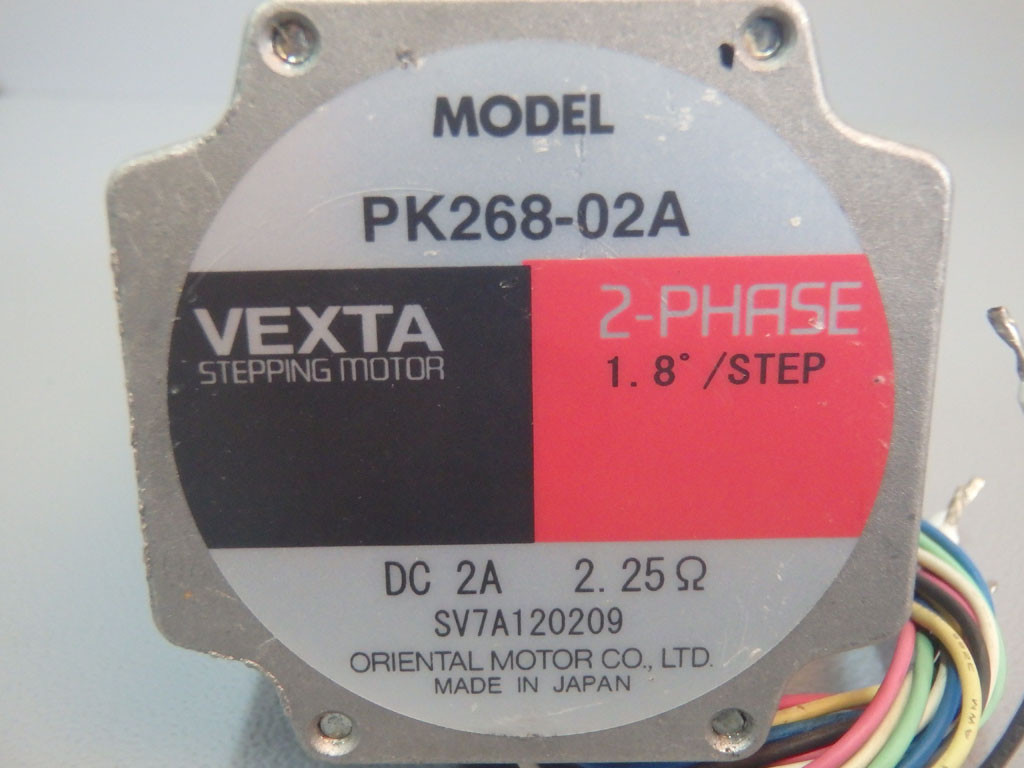 MODEL
PK268-02A
VEXTA
STEPPING MOTOR
2-PHASE
1.8°/STEP
DC 2A 2.25Ω
SV7A120209
ORIENTAL MOTOR CO., LTD.
MADE IN JAPAN
AWM